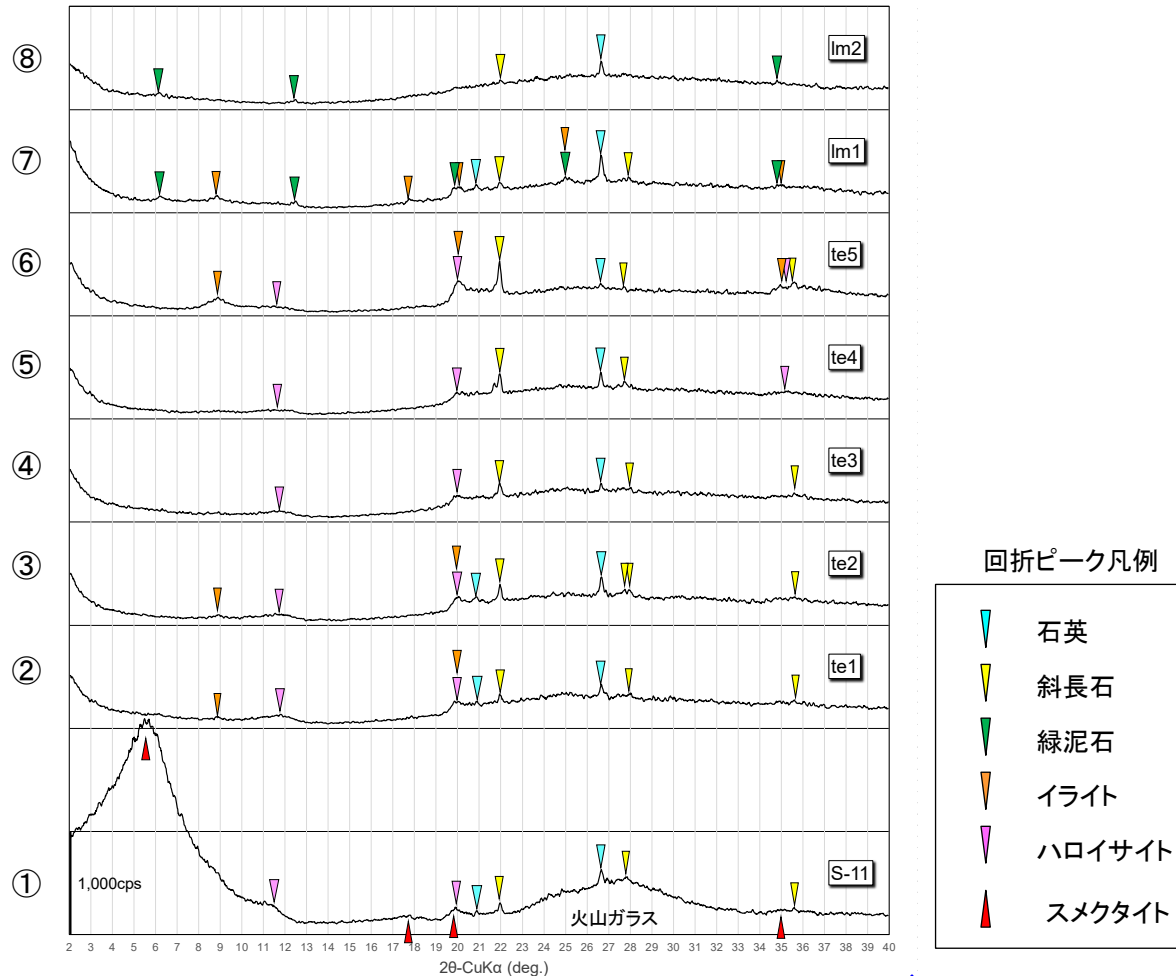 ⑧ lm2
⑦ lm1
⑥ te5
⑤ te4
④ te3
③ te2
② te1
① 1,000cps 火山ガラス S-11
2 3 4 5 6 7 8 9 10 11 12 13 14 15 16 17 18 19 20 21 22 23 24 25 26 27 28 29 30 31 32 33 34 35 36 37 38 39 40
2θ-CuKα (deg.)
回折ピーク凡例
石英
斜長石
緑泥石
イライト
ハロイサイト
スメクタイト